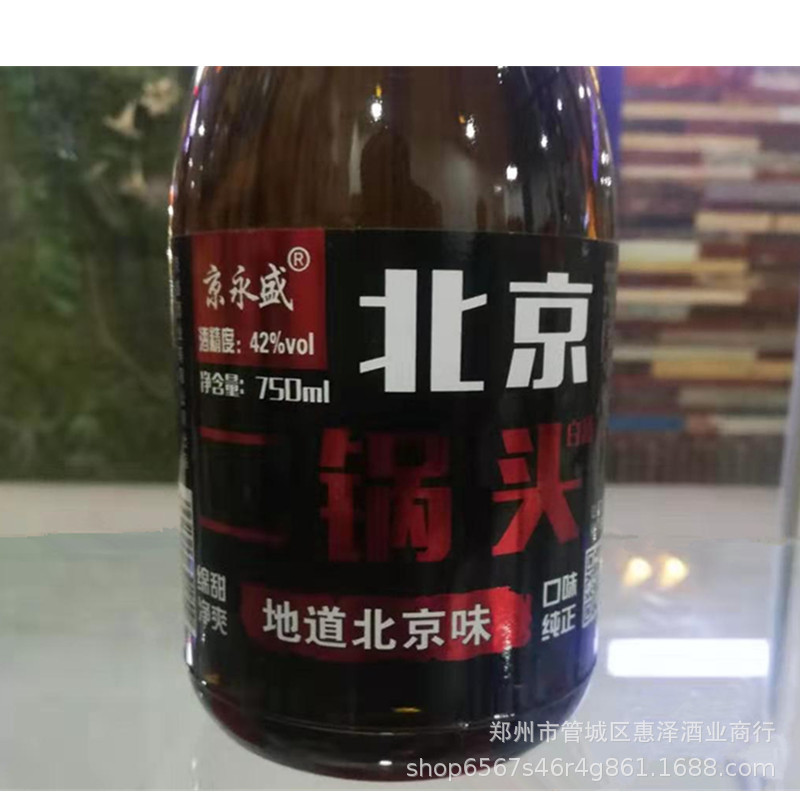 京永盛®
酒精度: 42%vol
净含量: 750ml
北京
二锅头
白酒
绵甜
净爽
地道北京味
口味
纯正
郑州市管城区惠泽酒业商行
shop6567s46r4g861.1688.com